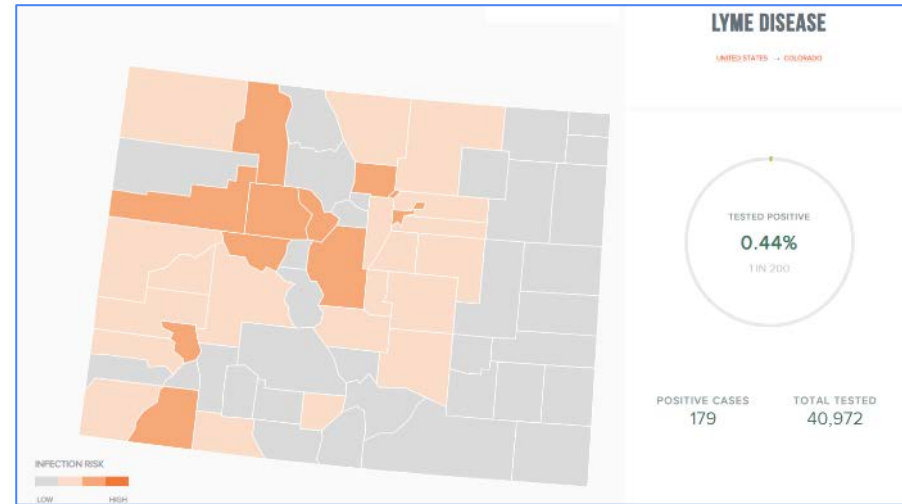 LYME DISEASE
UNITED STATES → COLORADO
TESTED POSITIVE
0.44%
1 IN 200
POSITIVE CASES
179
TOTAL TESTED
40,972
INFECTION RISK
LOW HIGH